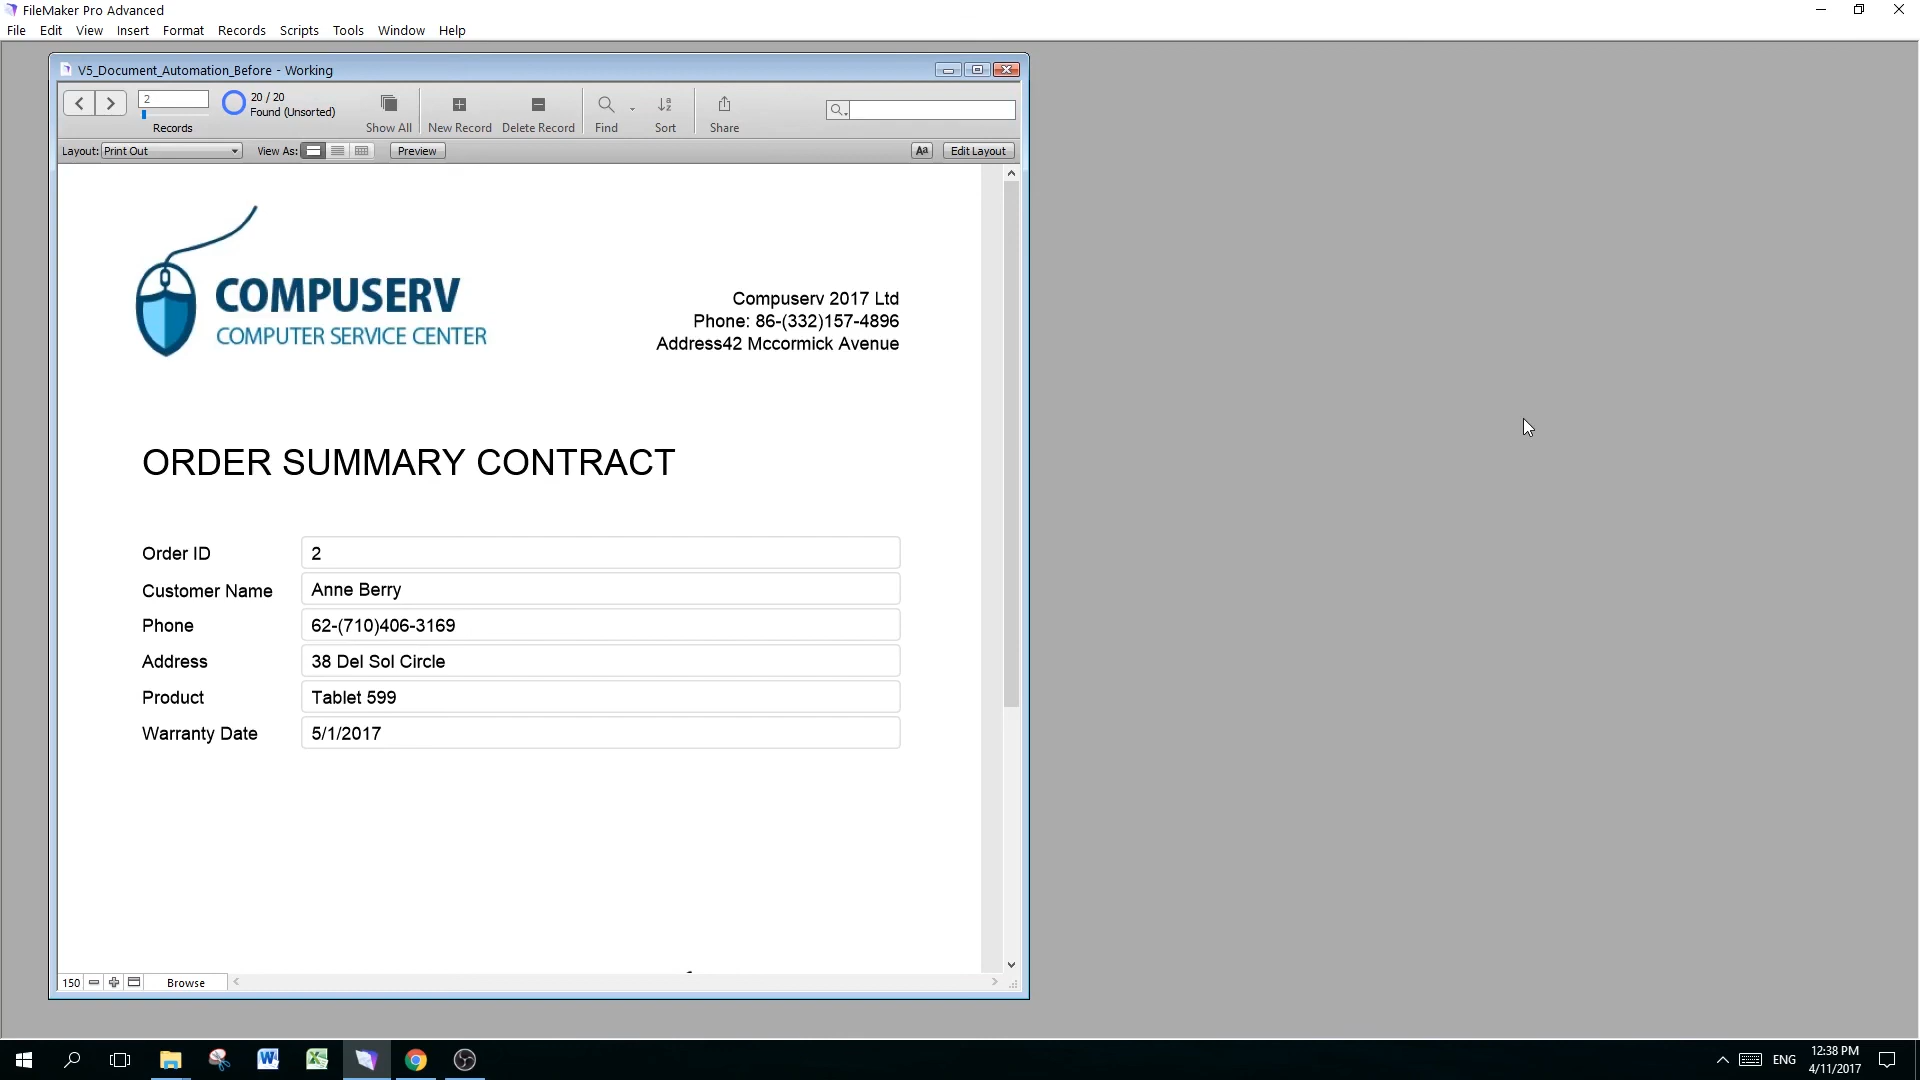 FileMaker Pro Advanced
File Edit View Insert Format Records Scripts Tools Window Help
V5_Document_Automation_Before - Working
2
20 / 20
Found (Unsorted)
Records
Show All New Record Delete Record Find Sort Share
Layout: Print Out View As: Preview Aa Edit Layout
COMPUSERV
COMPUTER SERVICE CENTER
Compuserv 2017 Ltd
Phone: 86-(332)157-4896
Address42 Mccormick Avenue
ORDER SUMMARY CONTRACT
Order ID 2
Customer Name Anne Berry
Phone 62-(710)406-3169
Address 38 Del Sol Circle
Product Tablet 599
Warranty Date 5/1/2017
150 Browse
ENG 12:38 PM
4/11/2017